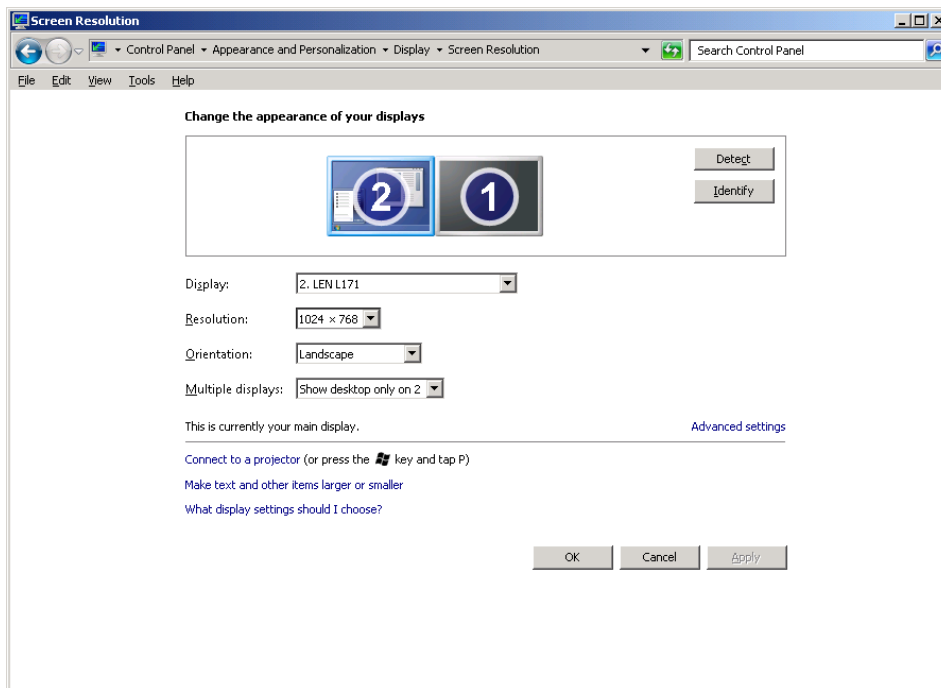 Screen Resolution
Control Panel Appearance and Personalization Display Screen Resolution Search Control Panel
File Edit View Tools Help
Change the appearance of your displays
2 1
Detect
Identify
Display: 2. LEN L171
Resolution: 1024 × 768
Orientation: Landscape
Multiple displays: Show desktop only on 2
This is currently your main display. Advanced settings
Connect to a projector (or press the key and tap P)
Make text and other items larger or smaller
What display settings should I choose?
OK Cancel Apply